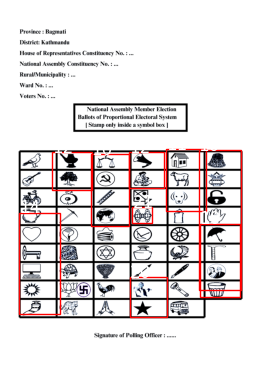 Province : Bagmati
District: Kathmandu
House of Representatives Constituency No. : ...
National Assembly Constituency No. : ...
Rural/Municipality : ...
Ward No. : ...
Voters No. : ...
National Assembly Member Election
Ballots of Proportional Electoral System
[ Stamp only inside a symbol box ]
Signature of Polling Officer : ......